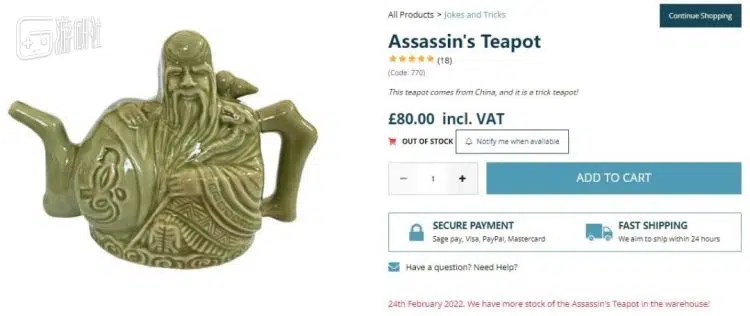 游研社
All Products > Jokes and Tricks
Continue Shopping
Assassin's Teapot
(18)
(Code: 770)
This teapot comes from China, and it is a trick teapot!
£80.00 incl. VAT
OUT OF STOCK Notify me when available
− 1 + ADD TO CART
SECURE PAYMENT
Sage pay, Visa, PayPal, Mastercard
FAST SHIPPING
We aim to ship within 24 hours
Have a question? Need Help?
24th February 2022. We have more stock of the Assassin's Teapot in the warehouse!